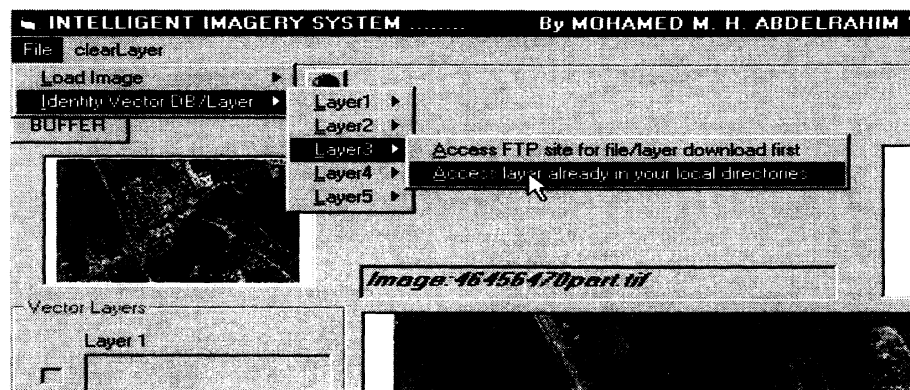 INTELLIGENT IMAGERY SYSTEM ........ By MOHAMED M. H. ABDELRAHIM
File clearLayer
Load Image
Identity Vector DB/Layer
BUFFER
Layer1
Layer2
Layer3
Layer4
Layer5
Access FTP site for file/layer download first
Access layer already in your local directories
Image:46456470part.tif
Vector Layers
Layer 1